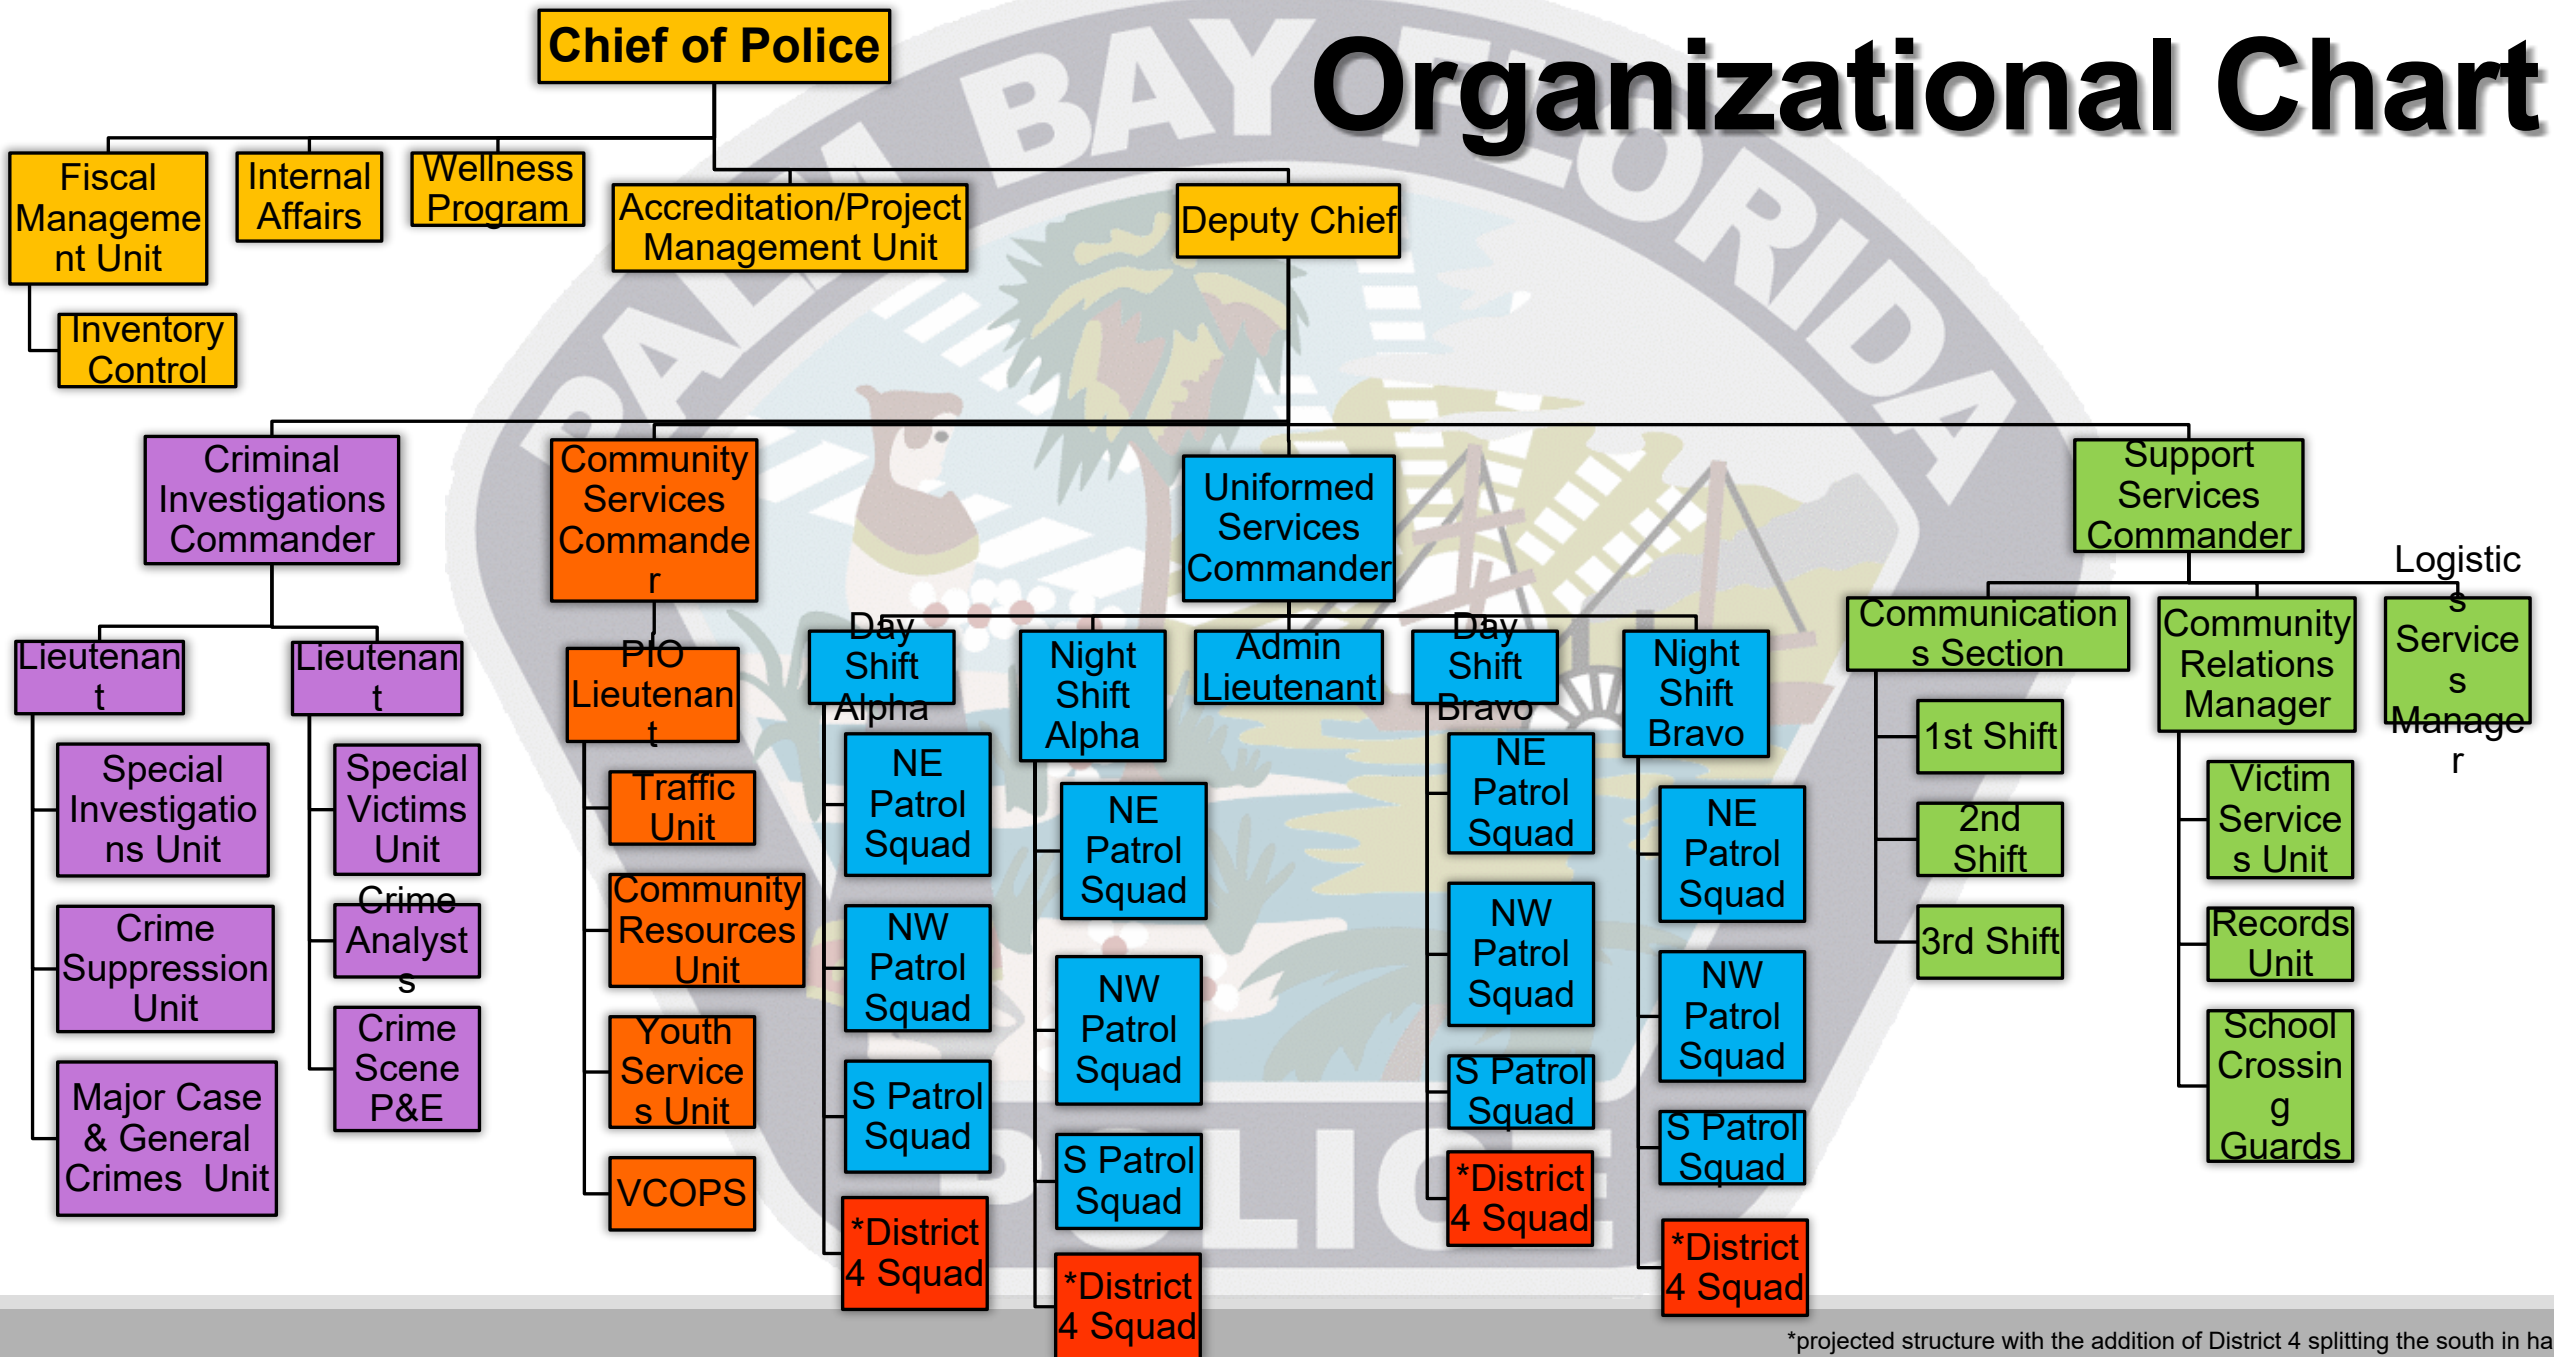 Organizational Chart
Chief of Police
Fiscal
Manageme
nt Unit
Internal
Affairs
Wellness
Program
Accreditation/Project
Management Unit
Deputy Chief
Inventory
Control
Criminal
Investigations
Commander
Lieutenan
t
Special
Investigatio
ns Unit
Crime
Suppression
Unit
Major Case
& General
Crimes Unit
Lieutenan
t
Special
Victims
Unit
Crime
Analyst
s
Crime
Scene
P&E
Community
Services
Commande
r
PIO
Lieutenan
t
Traffic
Unit
Community
Resources
Unit
Youth
Service
s Unit
VCOPS
Uniformed
Services
Commander
Day
Shift
Alpha
NE
Patrol
Squad
NW
Patrol
Squad
S Patrol
Squad
*District
4 Squad
Night
Shift
Alpha
NE
Patrol
Squad
NW
Patrol
Squad
S Patrol
Squad
*District
4 Squad
Admin
Lieutenant
Day
Shift
Bravo
NE
Patrol
Squad
NW
Patrol
Squad
S Patrol
Squad
*District
4 Squad
Night
Shift
Bravo
NE
Patrol
Squad
NW
Patrol
Squad
S Patrol
Squad
*District
4 Squad
Support
Services
Commander
Communication
s Section
1st Shift
2nd
Shift
3rd Shift
Community
Relations
Manager
Victim
Service
s Unit
Records
Unit
School
Crossin
g
Guards
Logistic
s
Service
s
Manage
r
*projected structure with the addition of District 4 splitting the south in ha
PALM BAY FLORIDA
POLICE